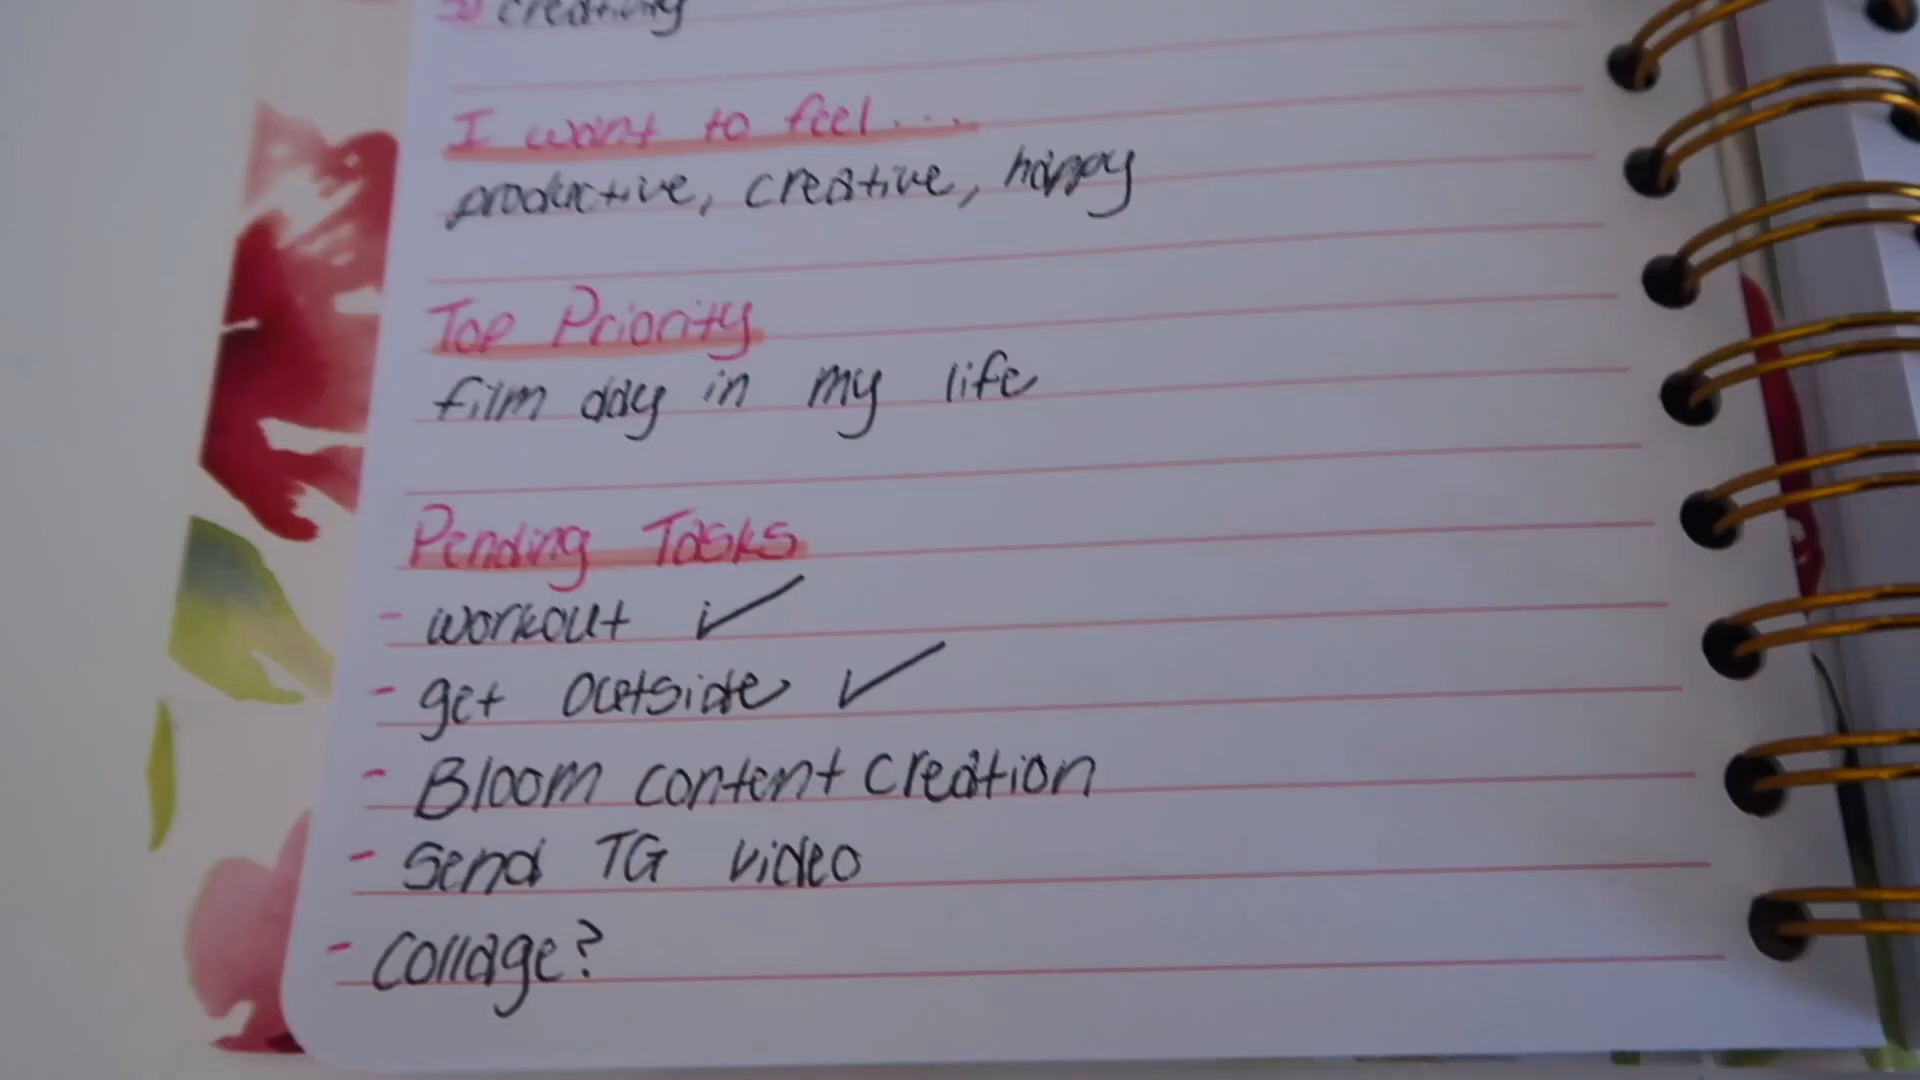 creativity
I want to feel...
productive, creative, happy
Top Priority
film day in my life
Pending Tasks
- workout ✓
- get outside ✓
- Bloom content creation
- Send TG video
- Collage?